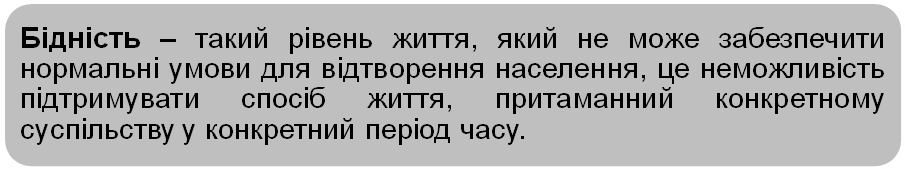 Бідність – такий рівень життя, який не може забезпечити
нормальні умови для відтворення населення, це неможливість
підтримувати спосіб життя, притаманний конкретному
суспільству у конкретний період часу.